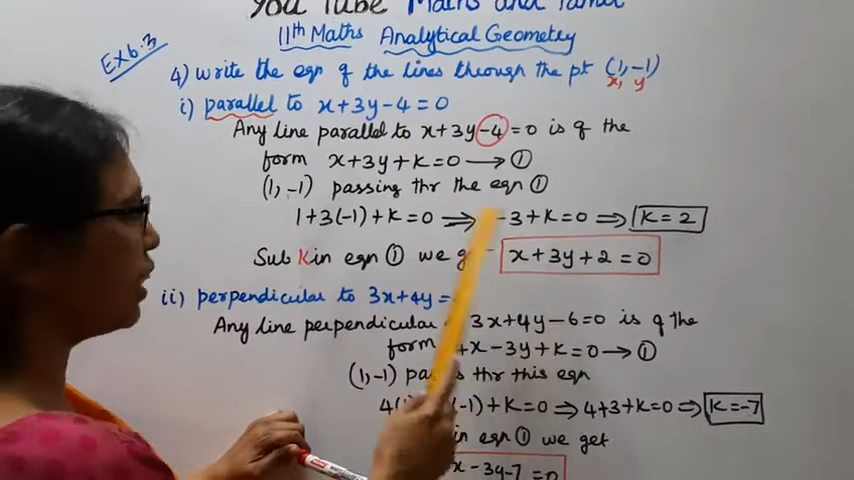 You Tube Maths and Tamil
11th Maths Analytical Geometry
Ex 6.3
4) Write the eqn of the lines through the pt (1,-1)
x, y
i) parallel to x+3y-4=0
Any line parallel to x+3y-4=0 is of the
form x+3y+K=0 → ①
(1,-1) passing thr the eqn ①
1+3(-1)+K=0 ⇒ -3+K=0 ⇒ K=2
Sub K in eqn ① we x+3y+2=0
ii) perpendicular to 3x+4y=
Any line perpendicular 3x+4y-6=0 is of the
form +x-3y+K=0 → ①
(1,-1) thr this eqn
(-1)+K=0 ⇒ 4+3+K=0 ⇒ K=-7
in eqn ① we get
x-3y-7=0